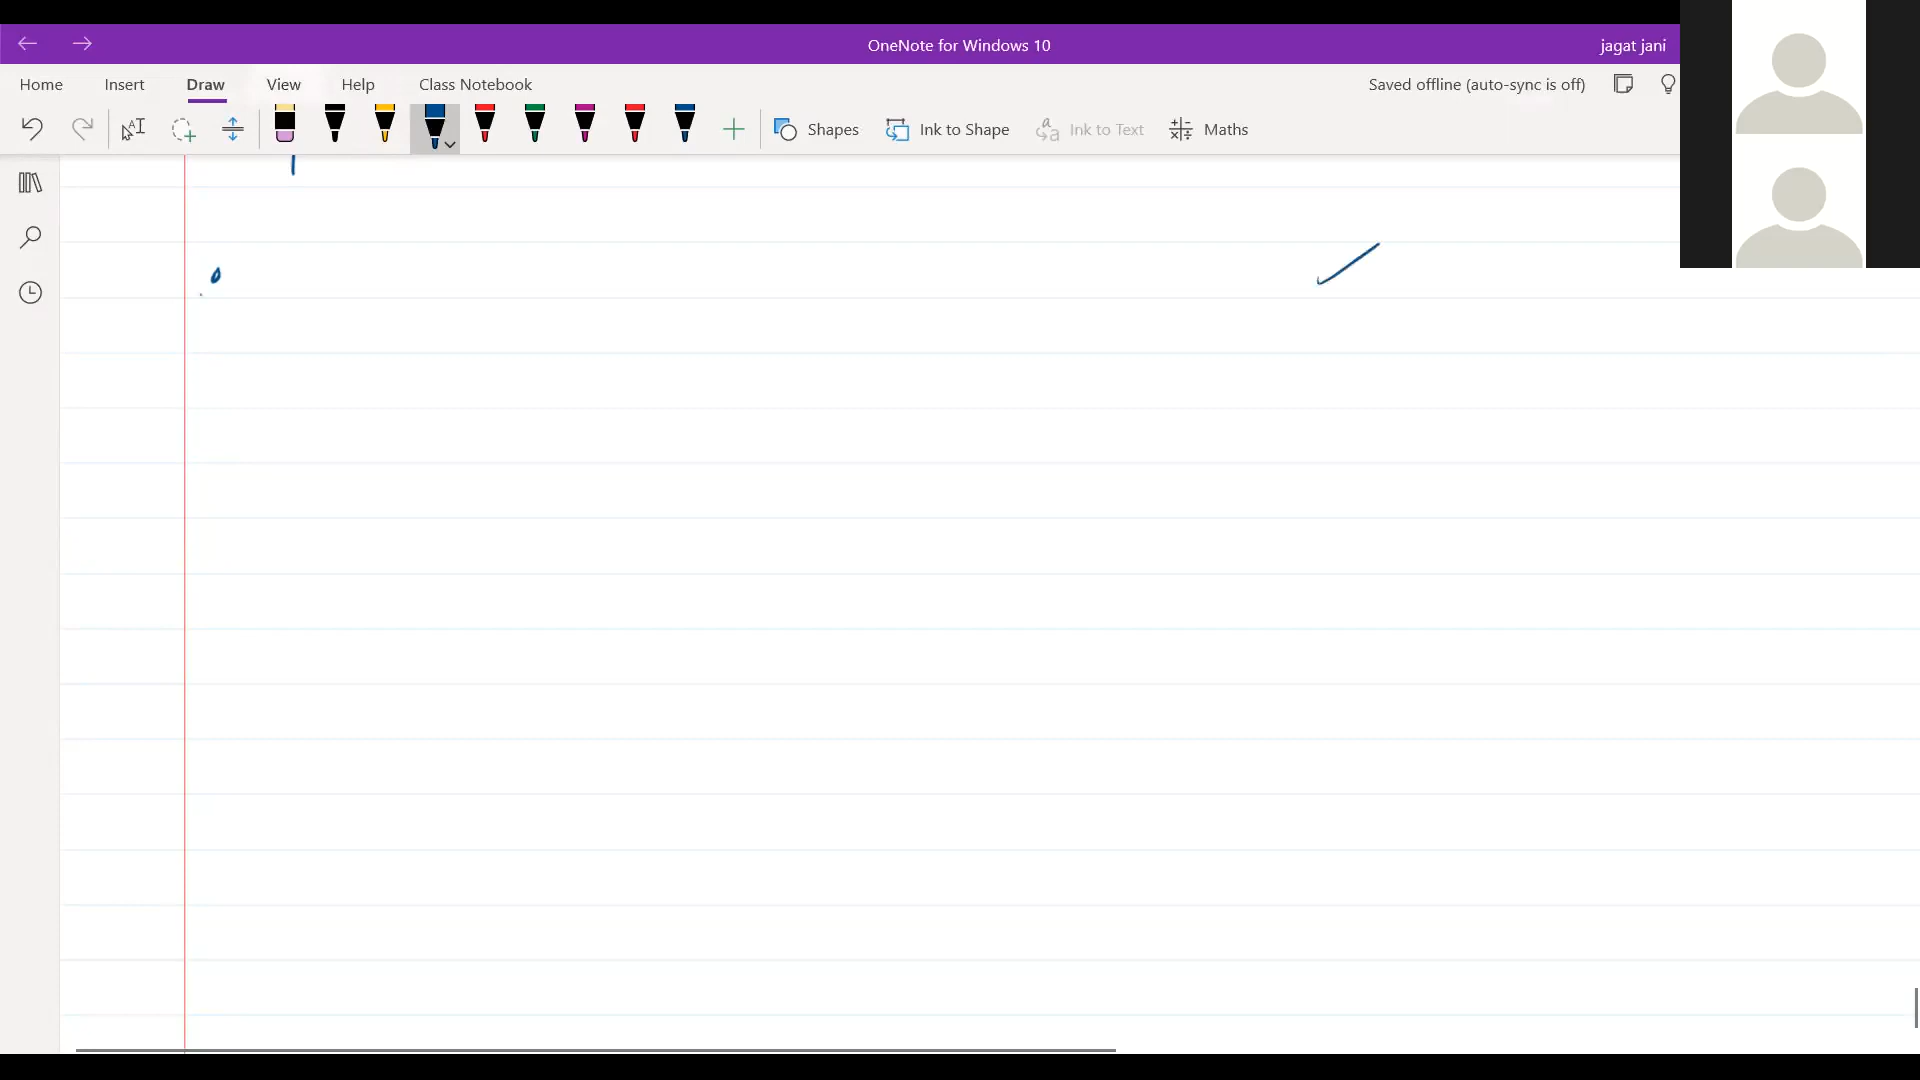 OneNote for Windows 10
jagat jani
Home Insert Draw View Help Class Notebook
Saved offline (auto-sync is off)
Shapes Ink to Shape Ink to Text Maths